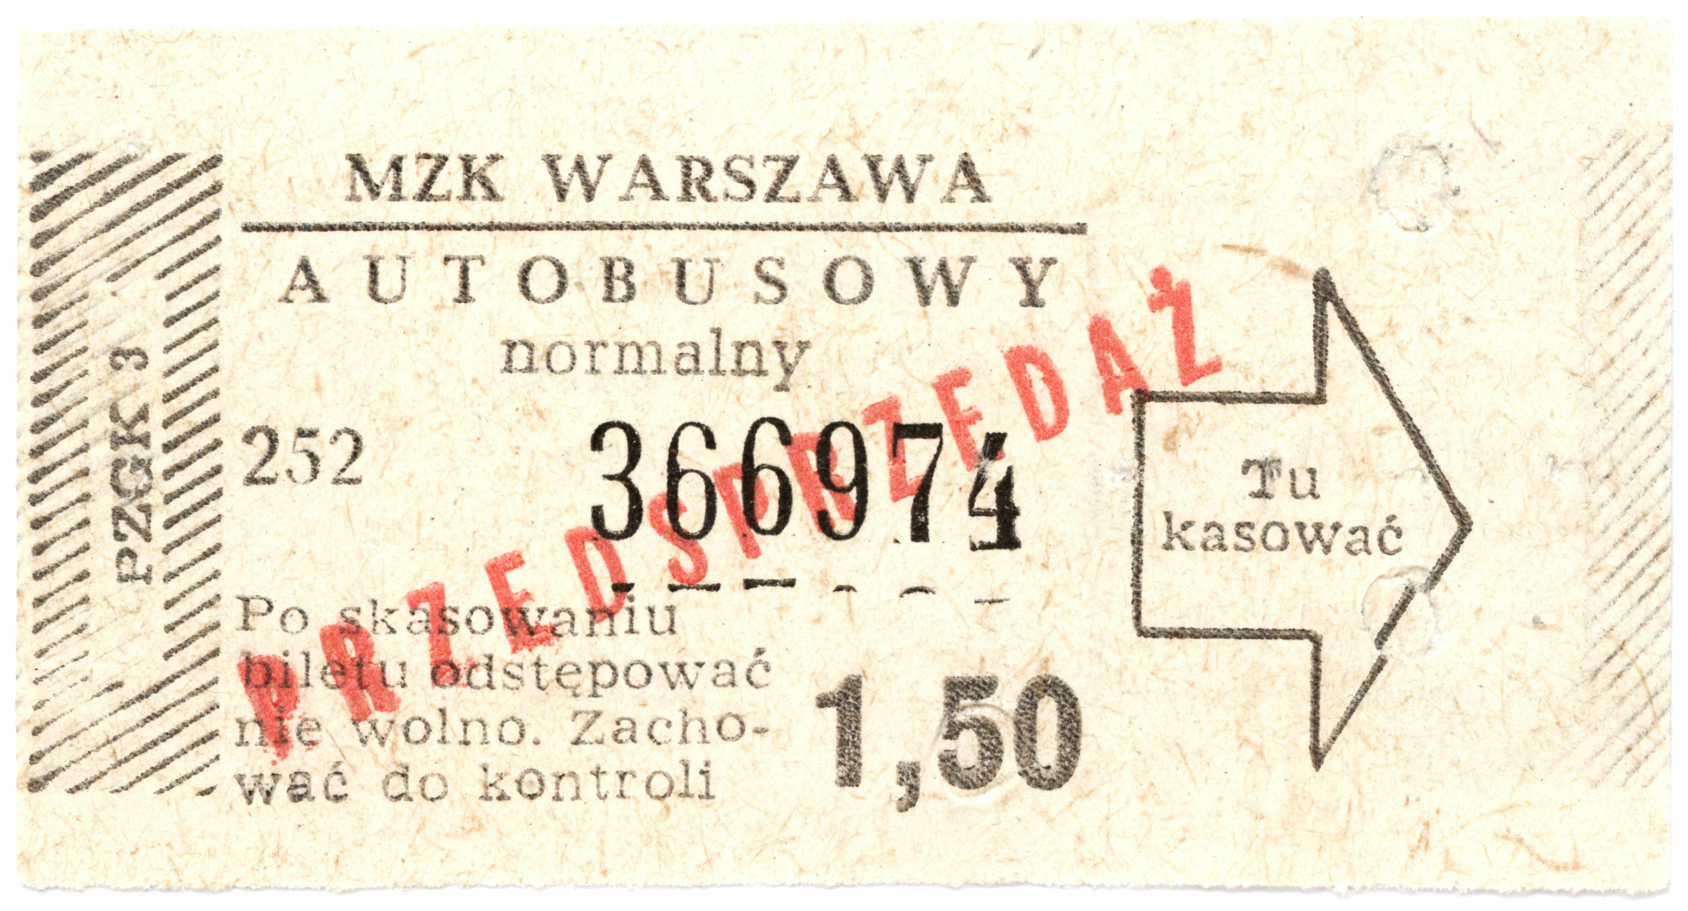 MZK WARSZAWA
AUTOBUSOWY
normalny
252
366974
PRZEDSPRZEDAŻ
Po skasowaniu
biletu odstępować
nie wolno. Zacho-
wać do kontroli
1,50
Tu
kasować
PZGK 3